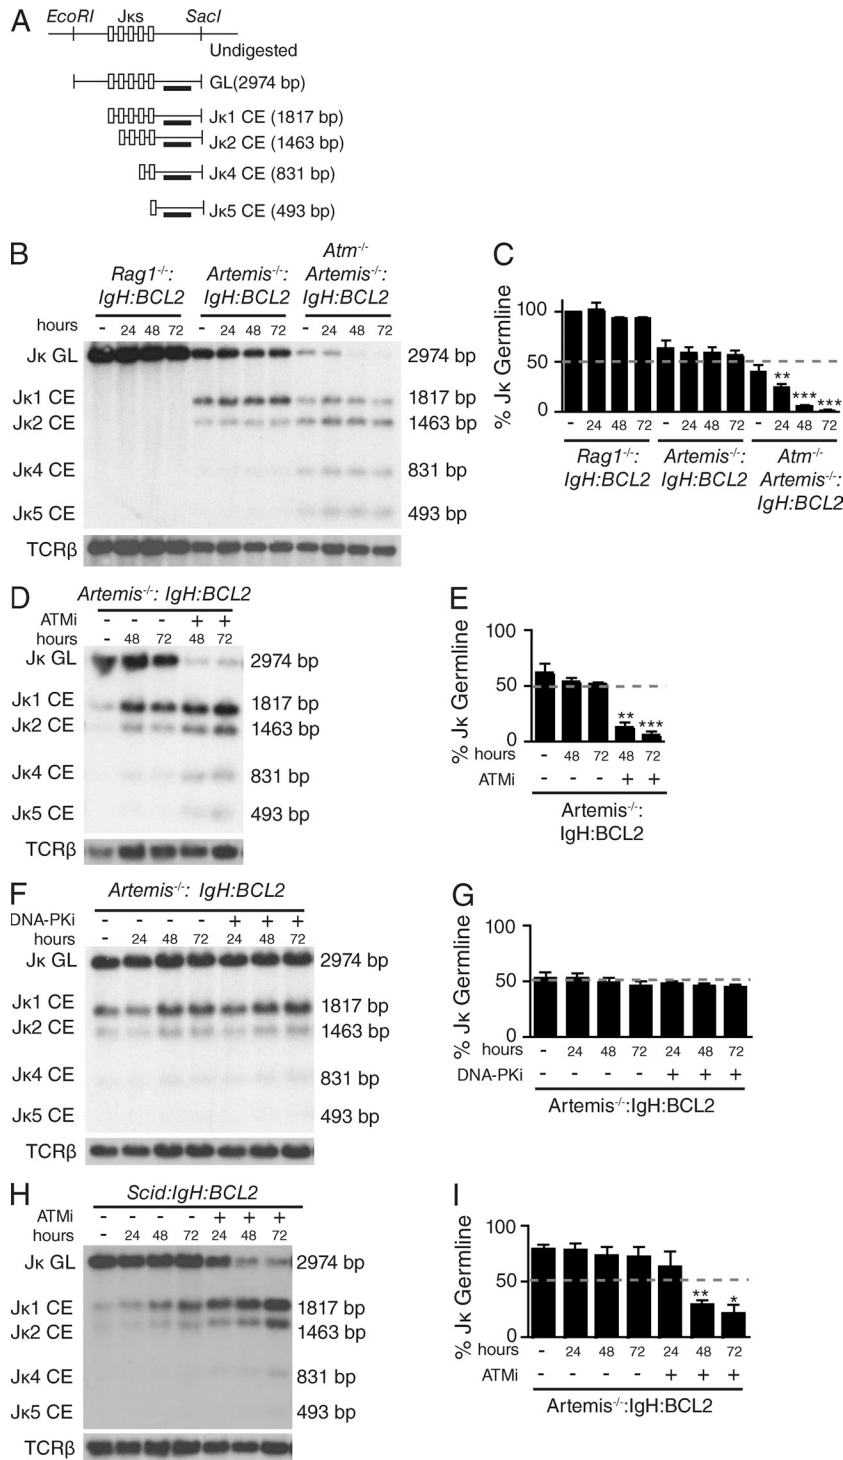 A
EcoRI Jκs SacI
Undigested
GL(2974 bp)
Jκ1 CE (1817 bp)
Jκ2 CE (1463 bp)
Jκ4 CE (831 bp)
Jκ5 CE (493 bp)
B
Rag1-/-: IgH:BCL2
Artemis-/-: IgH:BCL2
Atm-/- Artemis-/-: IgH:BCL2
hours - 24 48 72 - 24 48 72 - 24 48 72
Jκ GL 2974 bp
Jκ1 CE 1817 bp
Jκ2 CE 1463 bp
Jκ4 CE 831 bp
Jκ5 CE 493 bp
TCRβ
C
% Jκ Germline
100
50
0
** *** ***
- 24 48 72 - 24 48 72 - 24 48 72
Rag1-/-: IgH:BCL2
Artemis-/-: IgH:BCL2
Atm-/- Artemis-/-: IgH:BCL2
D
Artemis-/-: IgH:BCL2
ATMi - - - + +
hours - 48 72 48 72
Jκ GL 2974 bp
Jκ1 CE 1817 bp
Jκ2 CE 1463 bp
Jκ4 CE 831 bp
Jκ5 CE 493 bp
TCRβ
E
% Jκ Germline
100
50
0
** ***
hours - 48 72 48 72
ATMi - - - + +
Artemis-/-:
IgH:BCL2
F
Artemis-/-: IgH:BCL2
DNA-PKi - - - - + + +
hours - 24 48 72 24 48 72
Jκ GL 2974 bp
Jκ1 CE 1817 bp
Jκ2 CE 1463 bp
Jκ4 CE 831 bp
Jκ5 CE 493 bp
TCRβ
G
% Jκ Germline
100
50
0
hours - 24 48 72 24 48 72
DNA-PKi - - - - + + +
Artemis-/-:IgH:BCL2
H
Scid:IgH:BCL2
ATMi - - - - + + +
hours - 24 48 72 24 48 72
Jκ GL 2974 bp
Jκ1 CE 1817 bp
Jκ2 CE 1463 bp
Jκ4 CE 831 bp
Jκ5 CE 493 bp
TCRβ
I
% Jκ Germline
100
50
0
** *
hours - 24 48 72 24 48 72
ATMi - - - - + + +
Artemis-/-:IgH:BCL2